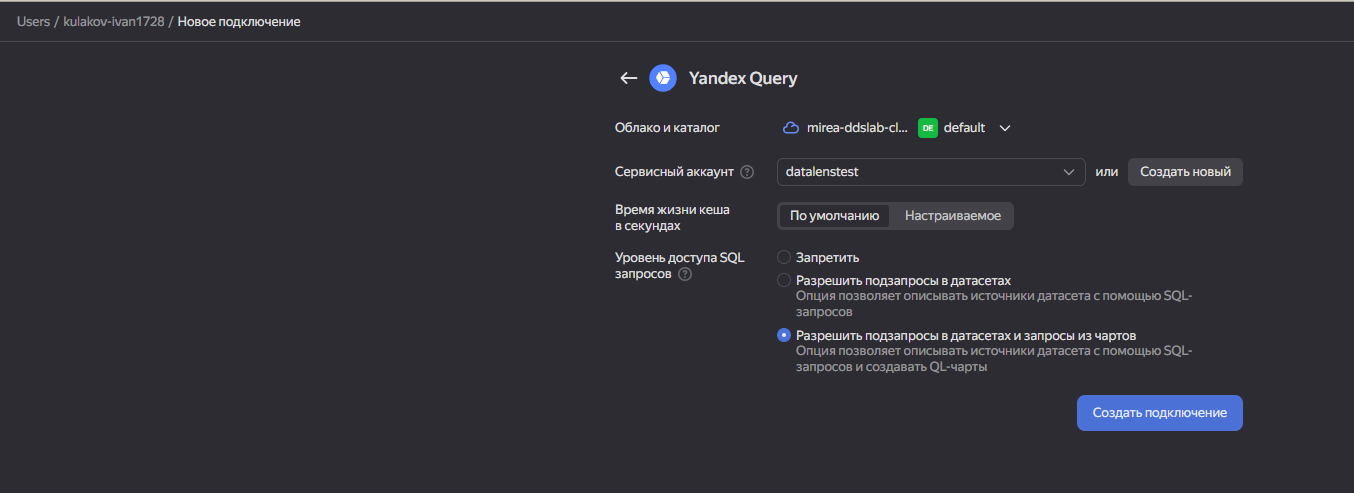 Users / kulakov-ivan1728 / Новое подключение
Yandex Query
Облако и каталог
mirea-ddslab-cl... DE default
Сервисный аккаунт ? datalenstest или Создать новый
Время жизни кеша
в секундах
По умолчанию Настраиваемое
Уровень доступа SQL
запросов ?
Запретить
Разрешить подзапросы в датасетах
Опция позволяет описывать источники датасета с помощью SQL-
запросов
Разрешить подзапросы в датасетах и запросы из чартов
Опция позволяет описывать источники датасета с помощью SQL-
запросов и создавать QL-чарты
Создать подключение